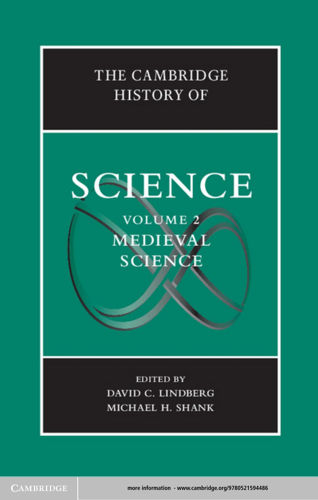 THE CAMBRIDGE
HISTORY OF
SCIENCE
VOLUME 2
MEDIEVAL
SCIENCE
EDITED BY
DAVID C. LINDBERG
MICHAEL H. SHANK
CAMBRIDGE
more information - www.cambridge.org/9780521594486